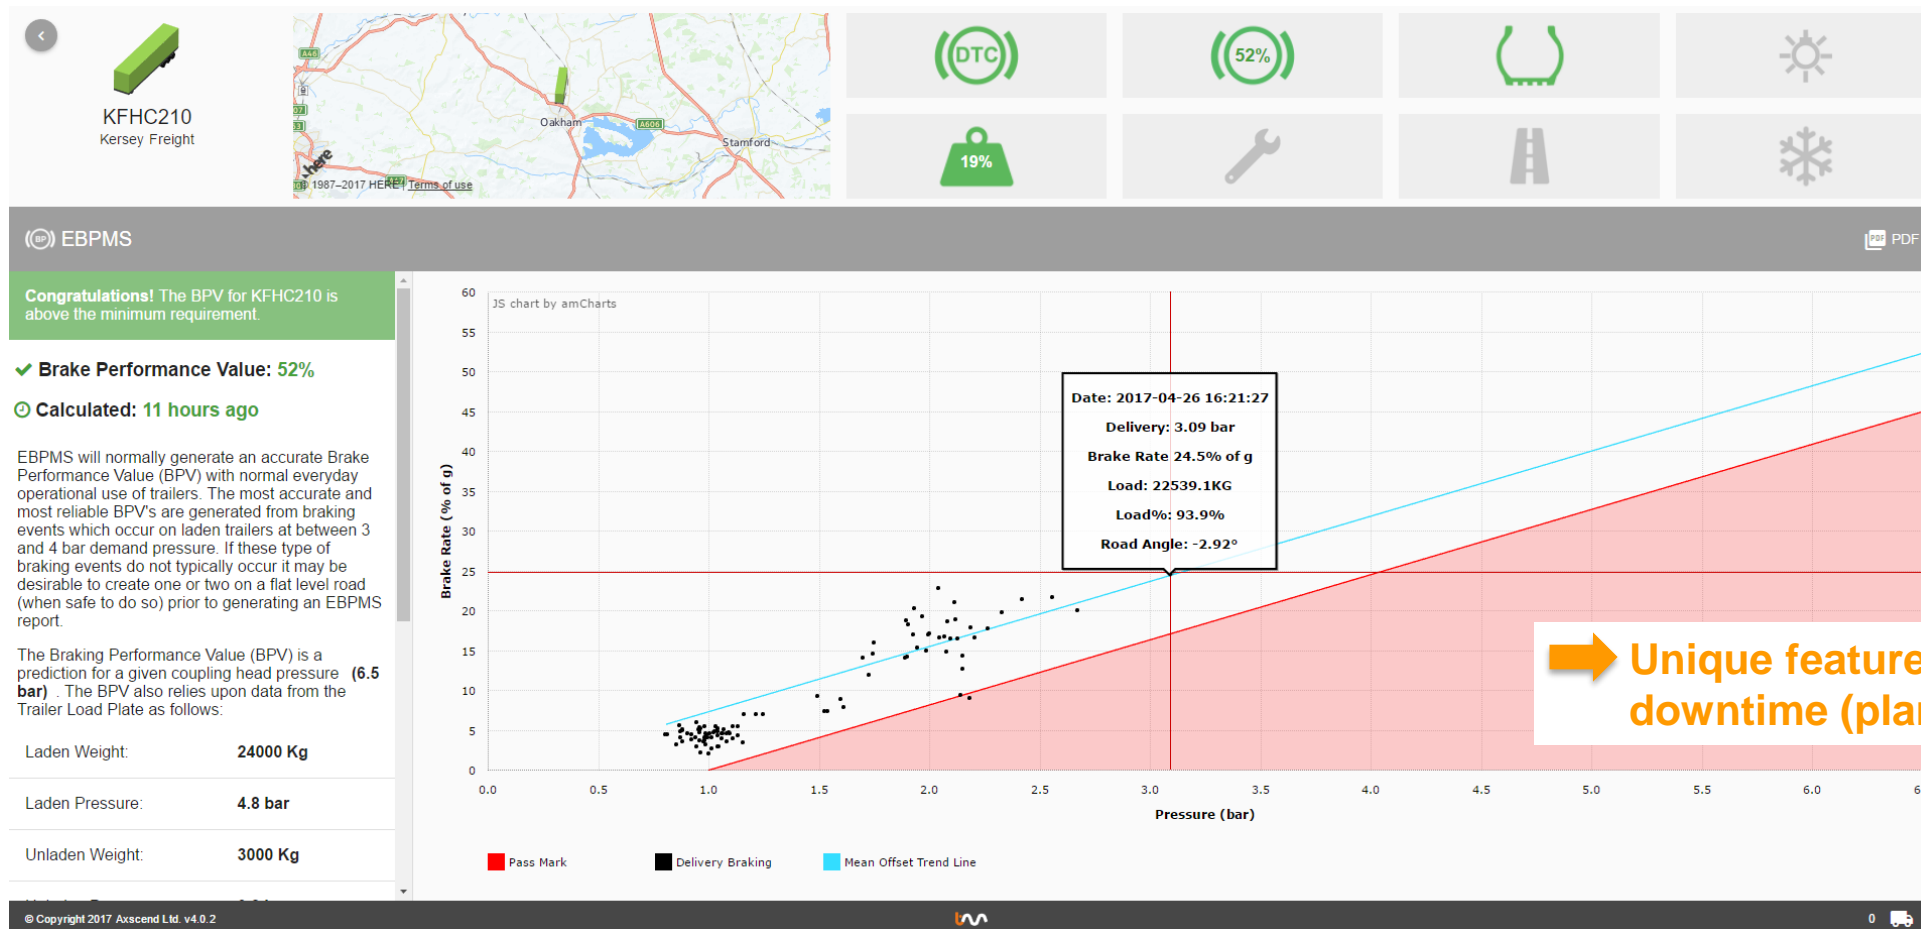 KFHC210
Kersey Freight
A46
Oakham
A606
Stamford
here
© 1987–2017 HERE | Terms of use
DTC
52%
19%
BP EBPMS
PDF PDF
Congratulations! The BPV for KFHC210 is
above the minimum requirement.
Brake Performance Value: 52%
Calculated: 11 hours ago
EBPMS will normally generate an accurate Brake
Performance Value (BPV) with normal everyday
operational use of trailers. The most accurate and
most reliable BPV's are generated from braking
events which occur on laden trailers at between 3
and 4 bar demand pressure. If these type of
braking events do not typically occur it may be
desirable to create one or two on a flat level road
(when safe to do so) prior to generating an EBPMS
report.
The Braking Performance Value (BPV) is a
prediction for a given coupling head pressure (6.5
bar) . The BPV also relies upon data from the
Trailer Load Plate as follows:
Laden Weight: 24000 Kg
Laden Pressure: 4.8 bar
Unladen Weight: 3000 Kg
JS chart by amCharts
Brake Rate (% of g)
60
55
50
45
40
35
30
25
20
15
10
5
0
Date: 2017-04-26 16:21:27
Delivery: 3.09 bar
Brake Rate 24.5% of g
Load: 22539.1KG
Load%: 93.9%
Road Angle: -2.92°
Unique feature
downtime (plan
0.0 0.5 1.0 1.5 2.0 2.5 3.0 3.5 4.0 4.5 5.0 5.5 6.0 6
Pressure (bar)
Pass Mark Delivery Braking Mean Offset Trend Line
© Copyright 2017 Axscend Ltd. v4.0.2
0